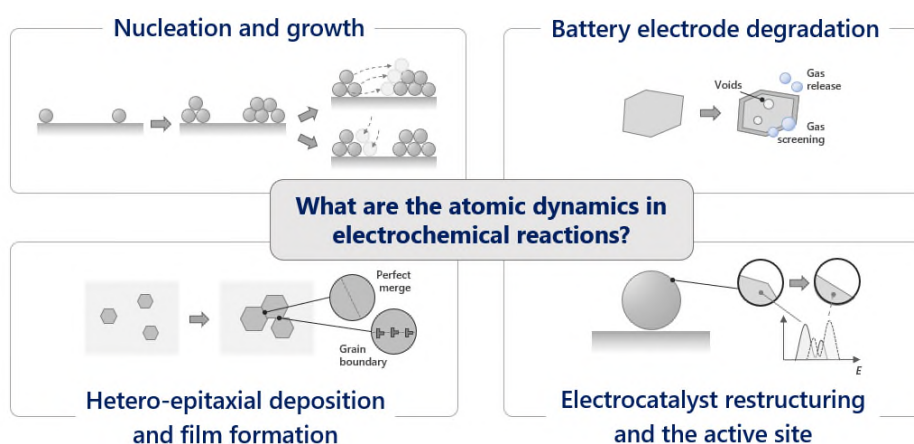 Nucleation and growth
Battery electrode degradation
Voids
Gas
release
Gas
screening
What are the atomic dynamics in
electrochemical reactions?
Perfect
merge
Grain
boundary
E
Hetero-epitaxial deposition
and film formation
Electrocatalyst restructuring
and the active site